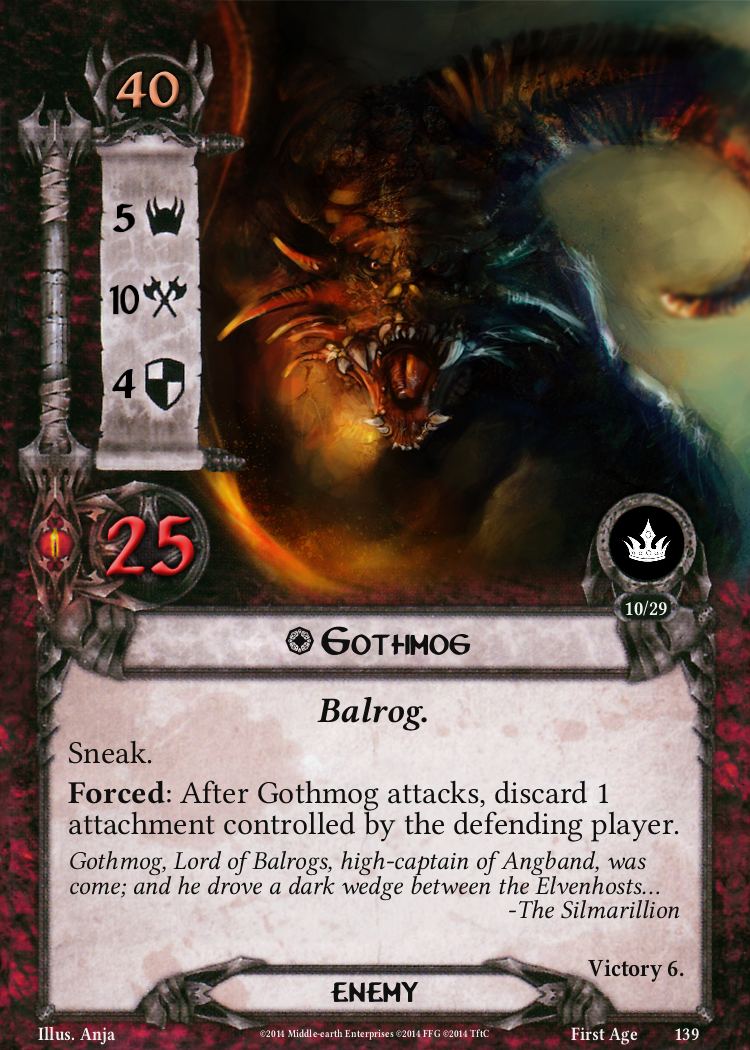 40
5
10
4
25
10/29
Gothmog
Balrog.
Sneak.
Forced: After Gothmog attacks, discard 1
attachment controlled by the defending player.
Gothmog, Lord of Balrogs, high-captain of Angband, was
come; and he drove a dark wedge between the Elvenhosts...
-The Silmarillion
Victory 6.
ENEMY
Illus. Anja ©2014 Middle-earth Enterprises ©2014 FFG ©2014 TftC First Age 139